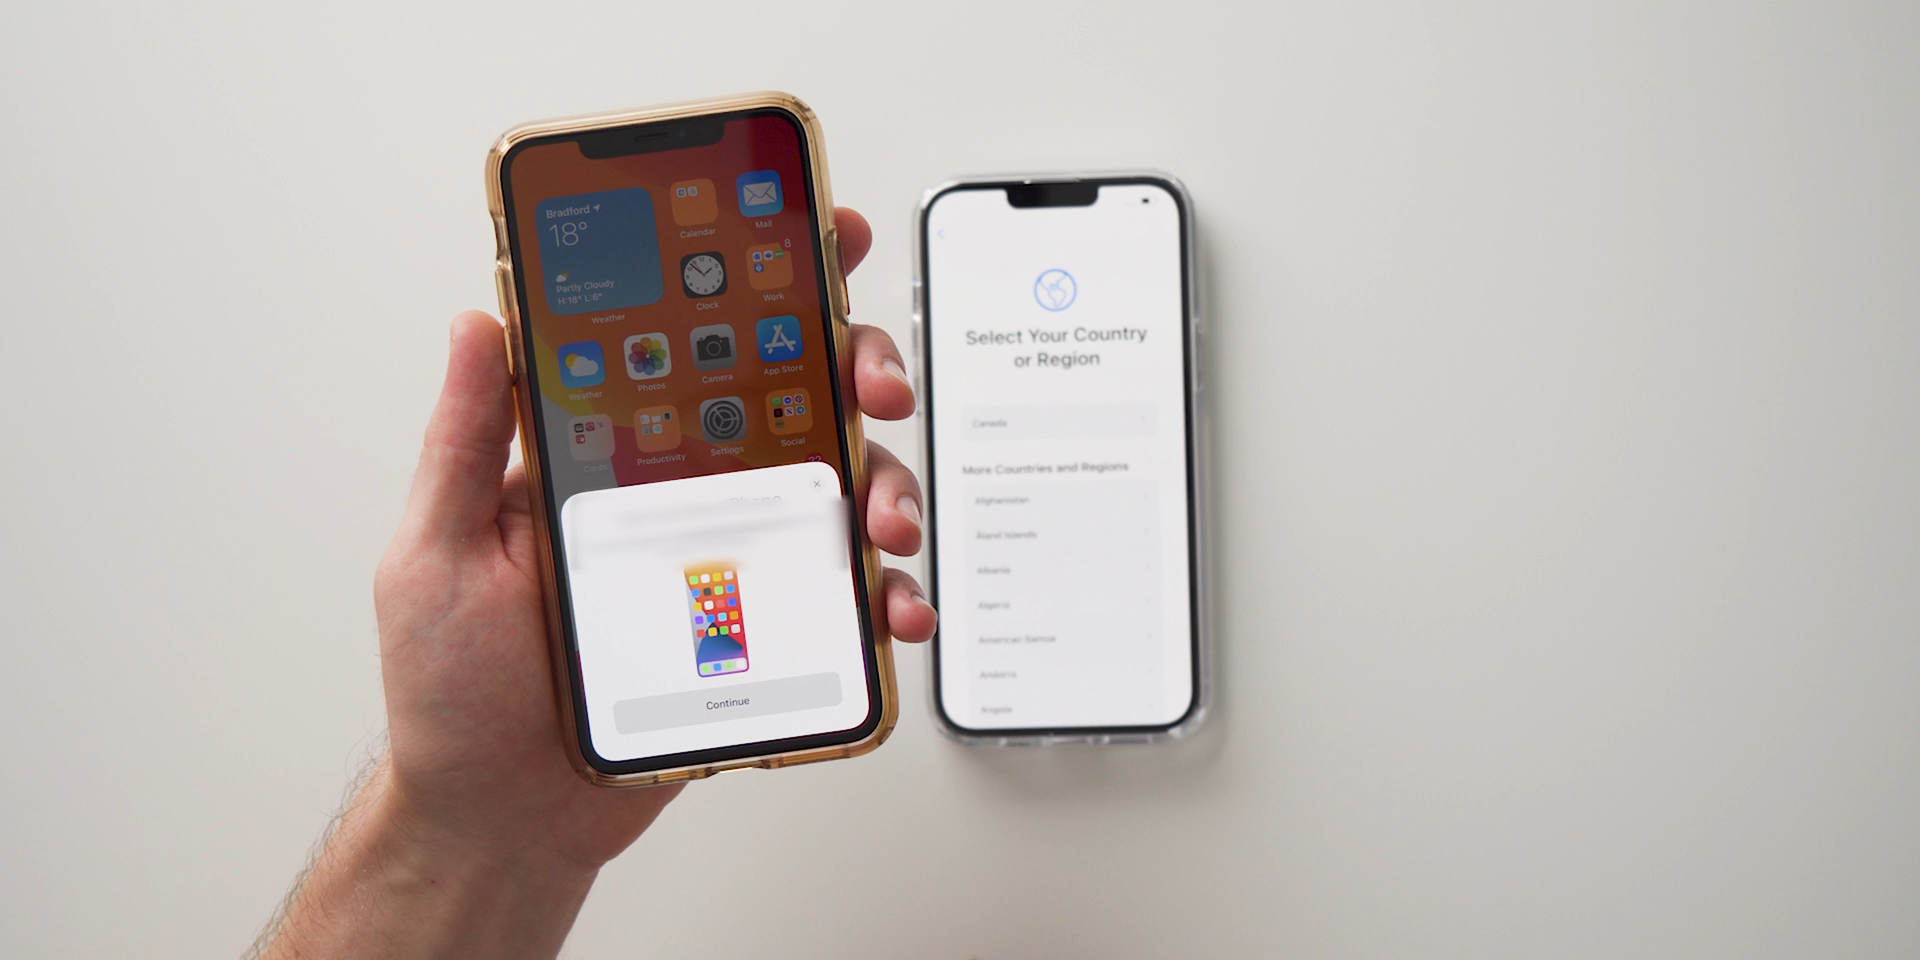 Bradford
18°
Partly Cloudy
H:18° L:6°
Weather
Calendar
Mail
Clock
8
Work
Weather
Photos
Camera
App Store
Cards
Productivity
Settings
Social
22
Continue
Select Your Country
or Region
Canada
More Countries and Regions
Afghanistan
Åland Islands
Albania
Algeria
American Samoa
Andorra
Angola